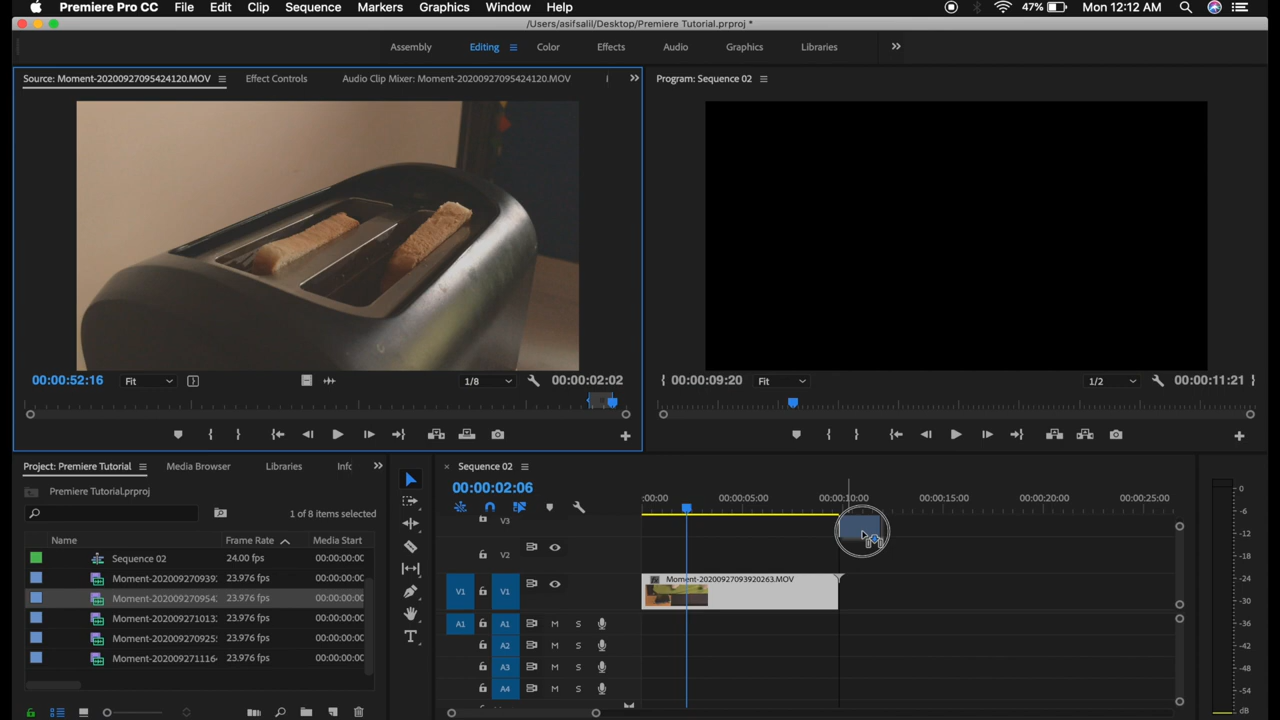 Premiere Pro CC File Edit Clip Sequence Markers Graphics Window Help 47% Mon 12:12 AM
/Users/asifsalil/Desktop/Premiere Tutorial.prproj *
Assembly Editing Color Effects Audio Graphics Libraries
Source: Moment-20200927095424120.MOV Effect Controls Audio Clip Mixer: Moment-20200927095424120.MOV
Program: Sequence 02
00:00:52:16 Fit 1/8 00:00:02:02
00:00:09:20 Fit 1/2 00:00:11:21
Project: Premiere Tutorial Media Browser Libraries Info
Premiere Tutorial.prproj
1 of 8 items selected
Name Frame Rate Media Start
Sequence 02 24.00 fps 00:00:00:00
Moment-2020092709392 23.976 fps 00:00:00:00
Moment-202009270954 23.976 fps 00:00:00:00
Moment-202009271013 23.976 fps 00:00:00:00
Moment-202009270925 23.976 fps 00:00:00:00
Moment-202009271116 23.976 fps 00:00:00:00
Sequence 02
00:00:02:06
:00:00 00:00:05:00 00:00:10:00 00:00:15:00 00:00:20:00 00:00:25:00
V3
V2
V1 V1 Moment-20200927093920263.MOV
A1 A1 M S
A2 M S
A3 M S
A4 M S
0
-6
-12
-18
-24
-30
-36
-42
-48
-54
dB